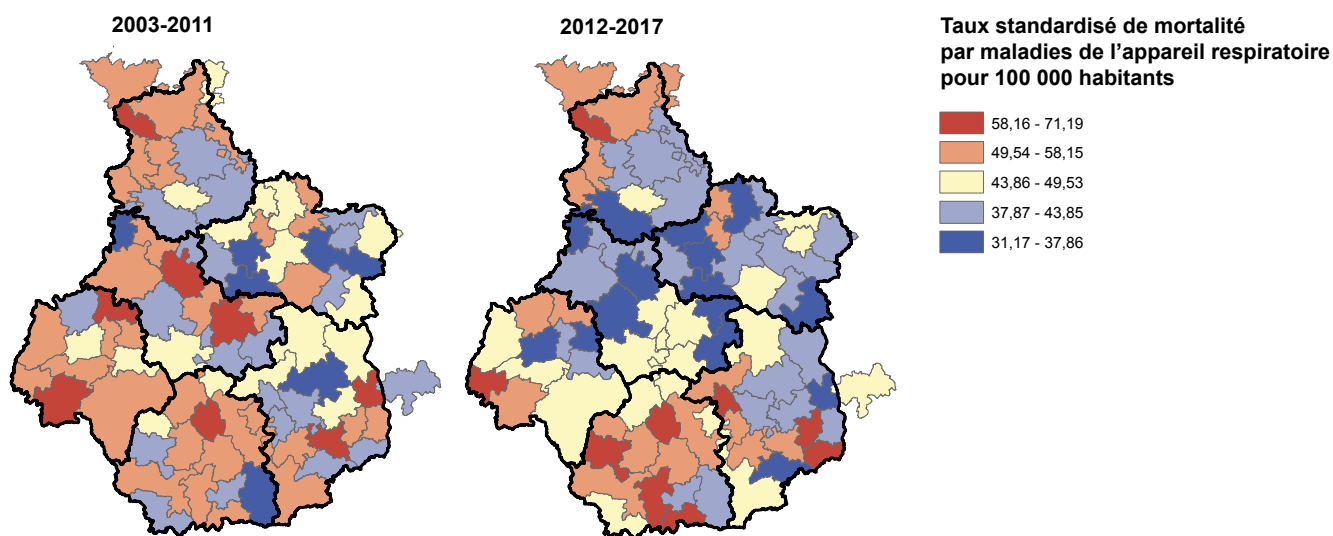 2003-2011
2012-2017
Taux standardisé de mortalité
par maladies de l'appareil respiratoire
pour 100 000 habitants
58,16 - 71,19
49,54 - 58,15
43,86 - 49,53
37,87 - 43,85
31,17 - 37,86